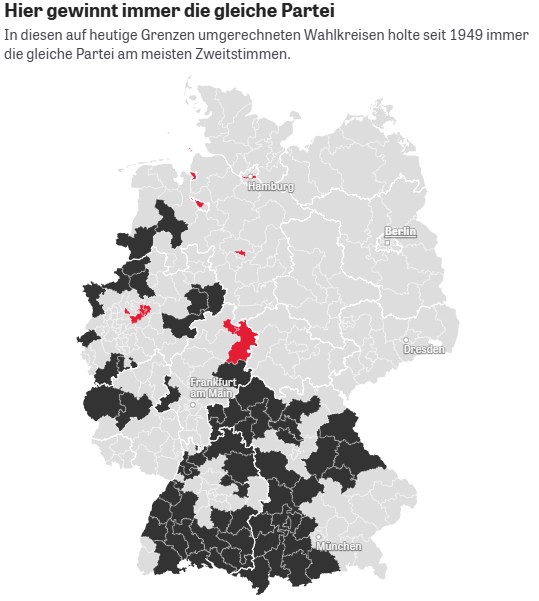 Hier gewinnt immer die gleiche Partei
In diesen auf heutige Grenzen umgerechneten Wahlkreisen holte seit 1949 immer
die gleiche Partei am meisten Zweitstimmen.
Hamburg
Berlin
Dresden
Frankfurt
am Main
München